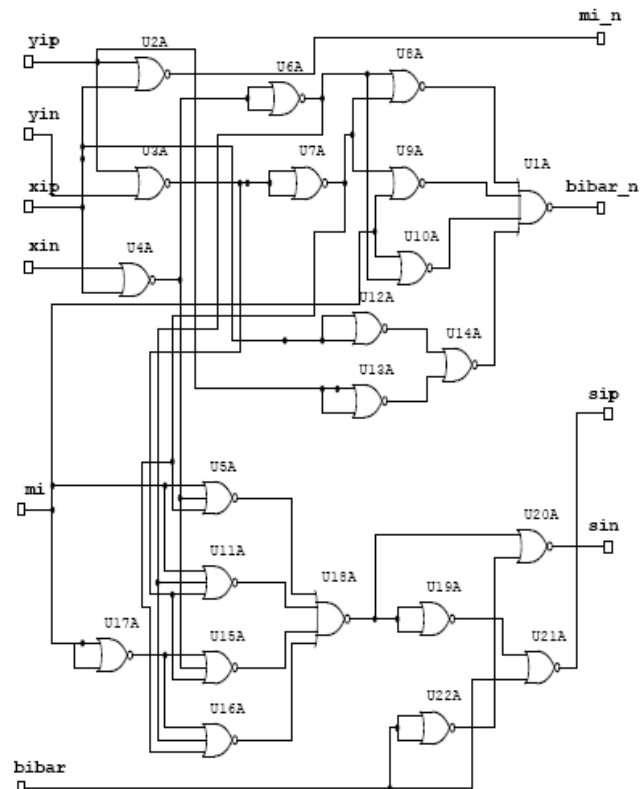 mi_n
yip
U2A
U6A
U8A
yin
U3A
U7A
U9A
U1A
bibar_n
xip
xin
U4A
U10A
U12A
U14A
U13A
sip
U5A
mi
U20A
sin
U11A
U18A
U19A
U17A
U15A
U21A
U16A
U22A
bibar